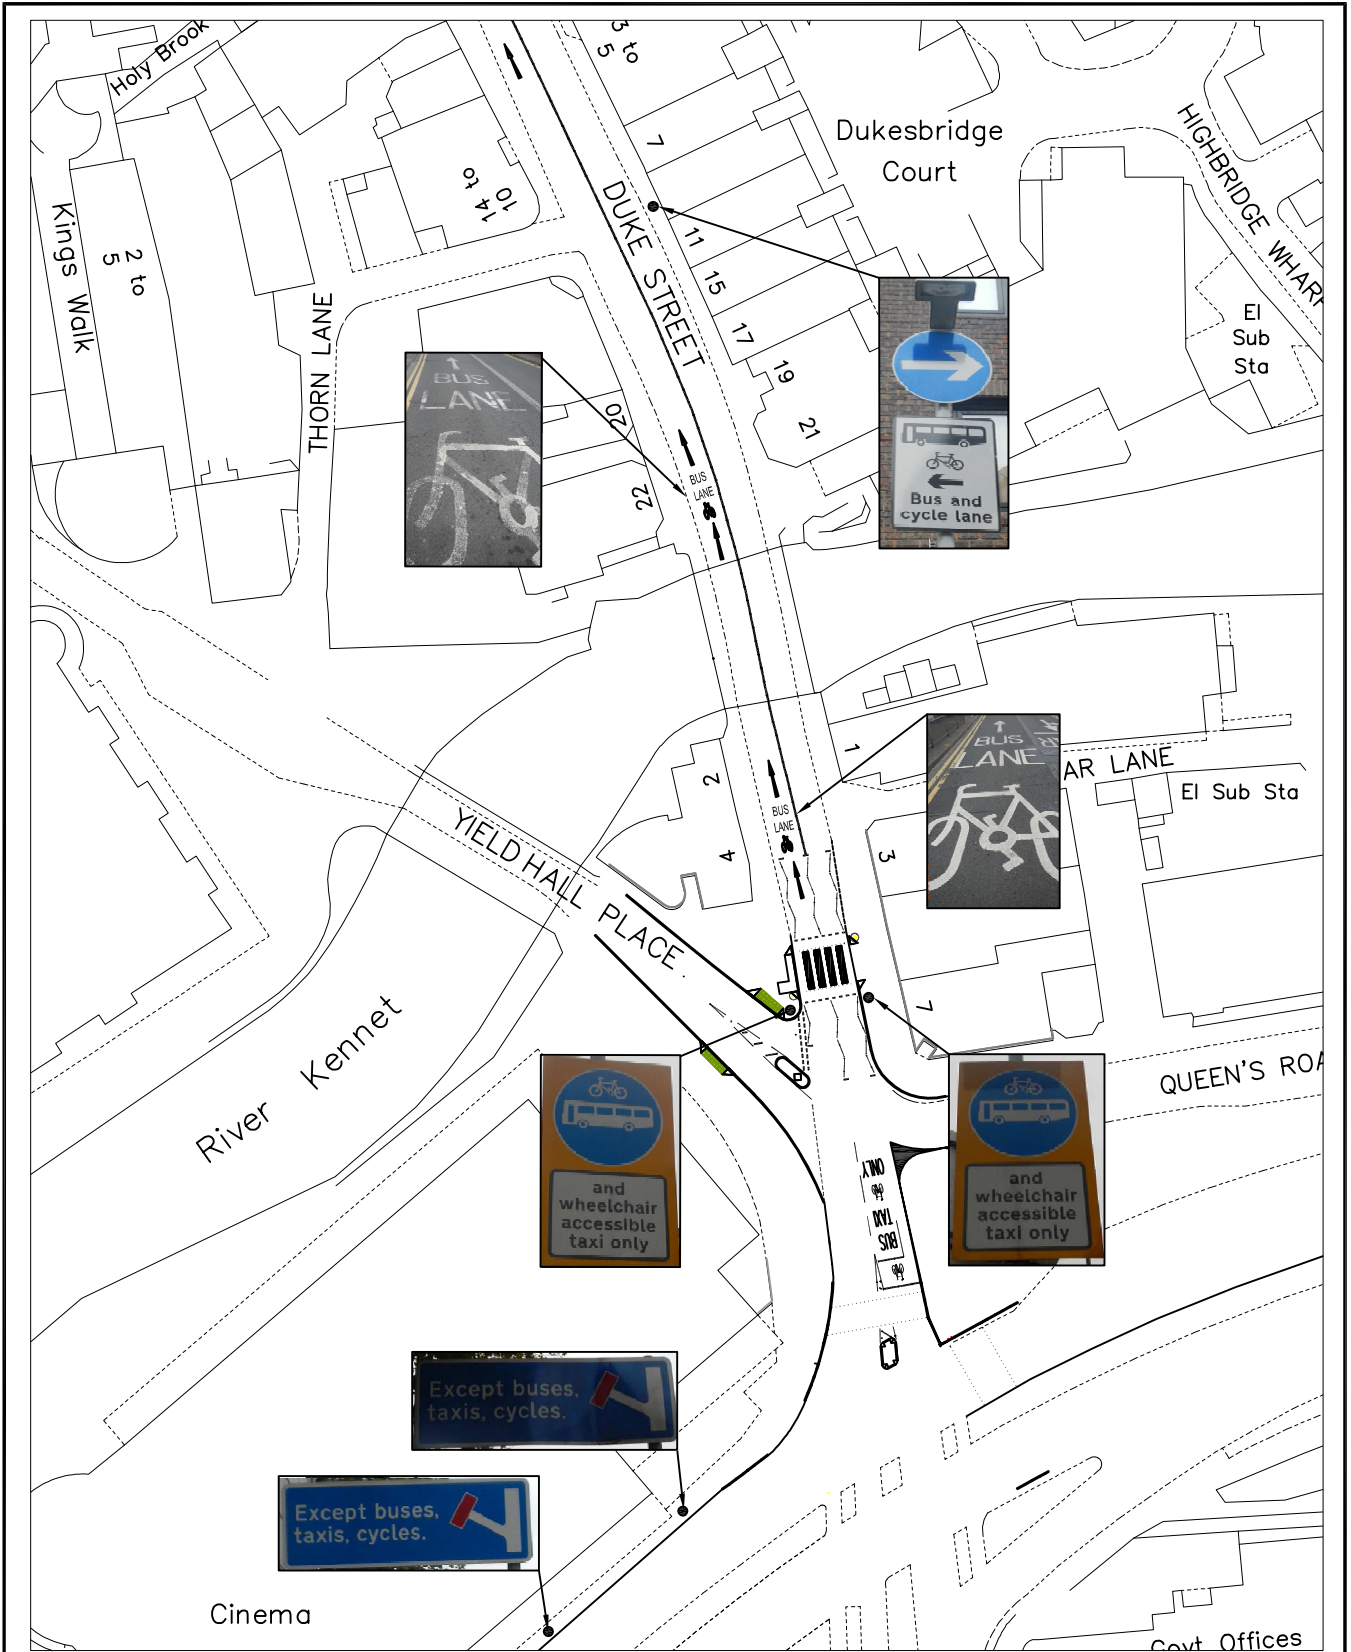 Holy Brook
3 to
5
Dukesbridge
Court
HIGHBRIDGE WHARF
7
14 to
10
DUKE STREET
Kings Walk
2 to
5
11
15
17
19
21
El
Sub
Sta
THORN LANE
BUS
LANE
20
22
BUS
LANE
Bus and
cycle lane
1
2
4
3
7
BUS
LANE
BUS
LANE
AR LANE
El Sub Sta
YIELD HALL PLACE
River Kennet
QUEEN'S ROA
and
wheelchair
accessible
taxi only
and
wheelchair
accessible
taxi only
ONLY
TAXI
BUS
Except buses,
taxis, cycles.
Except buses,
taxis, cycles.
Cinema
Govt Offices